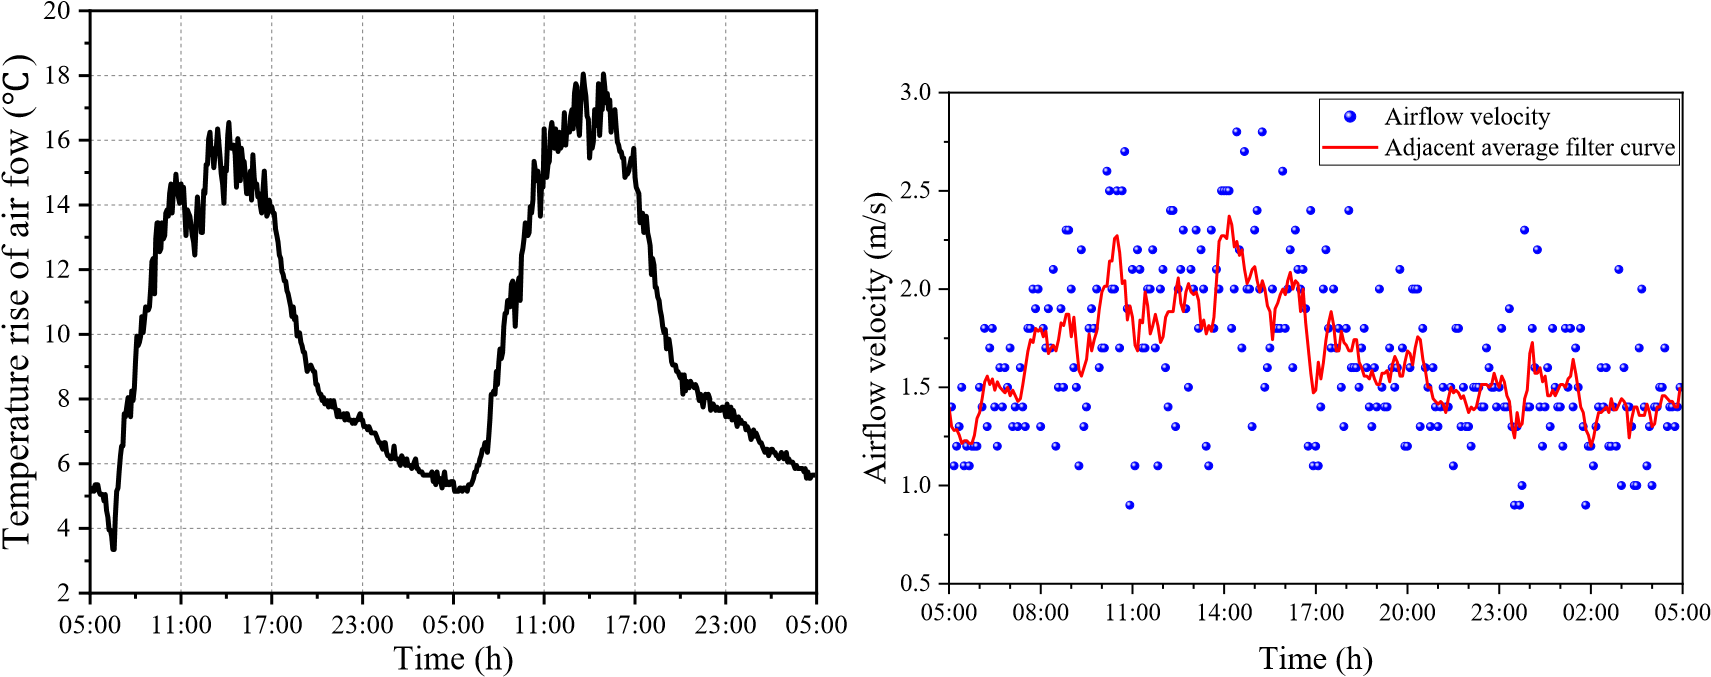 Temperature rise of air fow (℃)
20
18
16
14
12
10
8
6
4
2
05:00 11:00 17:00 23:00 05:00 11:00 17:00 23:00 05:00
Time (h)
Airflow velocity (m/s)
3.0
2.5
2.0
1.5
1.0
0.5
Airflow velocity
Adjacent average filter curve
05:00 08:00 11:00 14:00 17:00 20:00 23:00 02:00 05:00
Time (h)